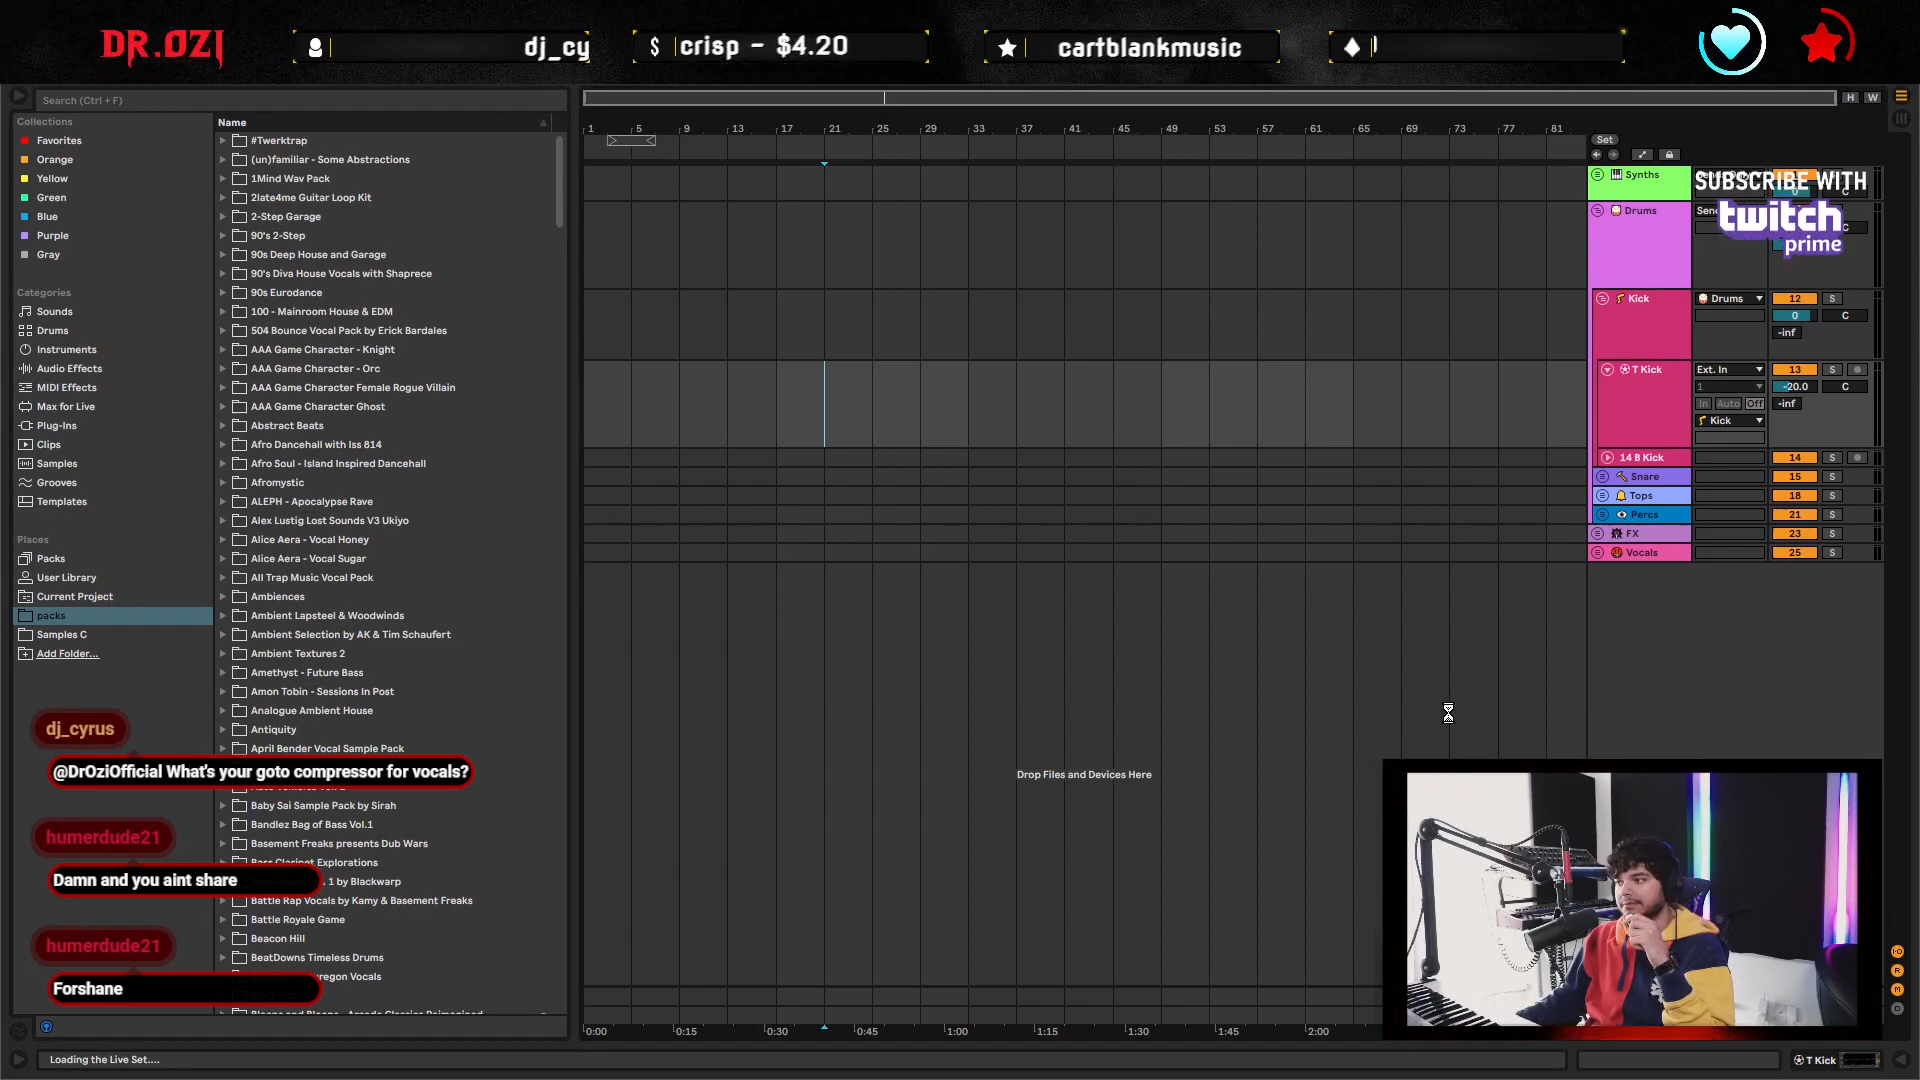 DR.OZI
dj_cy
$ crisp - $4.20
cartblankmusic
Search (Ctrl + F)
H W
Collections
Favorites
Orange
Yellow
Green
Blue
Purple
Gray
Categories
Sounds
Drums
Instruments
Audio Effects
MIDI Effects
Max for Live
Plug-Ins
Clips
Samples
Grooves
Templates
Places
Packs
User Library
Current Project
packs
Samples C
Add Folder...
Name
#Twerktrap
(un)familiar - Some Abstractions
1Mind Wav Pack
2late4me Guitar Loop Kit
2-Step Garage
90's 2-Step
90s Deep House and Garage
90's Diva House Vocals with Shaprece
90s Eurodance
100 - Mainroom House & EDM
504 Bounce Vocal Pack by Erick Bardales
AAA Game Character - Knight
AAA Game Character - Orc
AAA Game Character Female Rogue Villain
AAA Game Character Ghost
Abstract Beats
Afro Dancehall with Iss 814
Afro Soul - Island Inspired Dancehall
Afromystic
ALEPH - Apocalypse Rave
Alex Lustig Lost Sounds V3 Ukiyo
Alice Aera - Vocal Honey
Alice Aera - Vocal Sugar
All Trap Music Vocal Pack
Ambiences
Ambient Lapsteel & Woodwinds
Ambient Selection by AK & Tim Schaufert
Ambient Textures 2
Amethyst - Future Bass
Amon Tobin - Sessions In Post
Analogue Ambient House
Antiquity
April Bender Vocal Sample Pack
Baby Sai Sample Pack by Sirah
Bandlez Bag of Bass Vol.1
Basement Freaks presents Dub Wars
Bass Clarinet Explorations
. 1 by Blackwarp
Battle Rap Vocals by Kamy & Basement Freaks
Battle Royale Game
Beacon Hill
BeatDowns Timeless Drums
regon Vocals
dj_cyrus
@DrOziOfficial What's your goto compressor for vocals?
humerdude21
Damn and you aint share
humerdude21
Forshane
1 5 9 13 17 21 25 29 33 37 41 45 49 53 57 61 65 69 73 77 81
Set
Synths
Drums
Kick
Drums 12 S
0 C
-inf
T Kick
Ext. In 13 S
1 -20.0 C
In Auto Off -inf
Kick
14 B Kick 14 S
Snare 15 S
Tops 18 S
Percs 21 S
FX 23 S
Vocals 25 S
SUBSCRIBE WITH
twitch
prime
Drop Files and Devices Here
0:00 0:15 0:30 0:45 1:00 1:15 1:30 1:45 2:00
Loading the Live Set....
T Kick